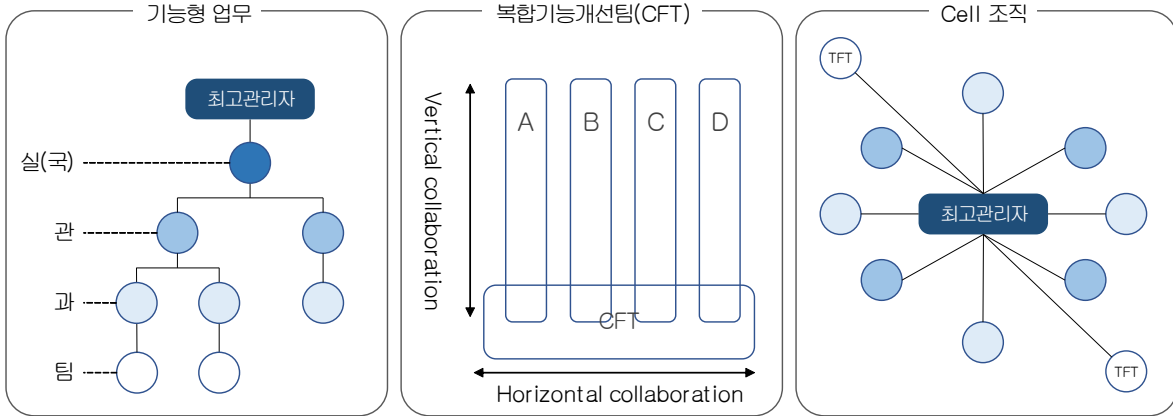 기능형 업무
최고관리자
실(국)
관
과
팀
복합기능개선팀(CFT)
Vertical collaboration
A
B
C
D
CFT
Horizontal collaboration
Cell 조직
TFT
최고관리자
TFT